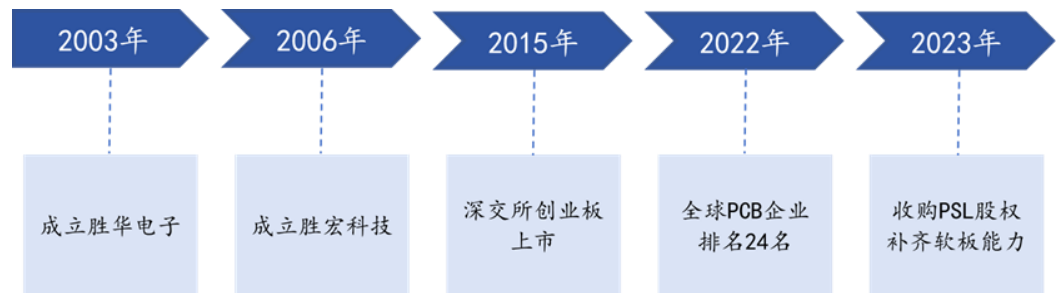 2003年
2006年
2015年
2022年
2023年
成立胜华电子
成立胜宏科技
深交所创业板
上市
全球PCB企业
排名24名
收购PSL股权
补齐软板能力